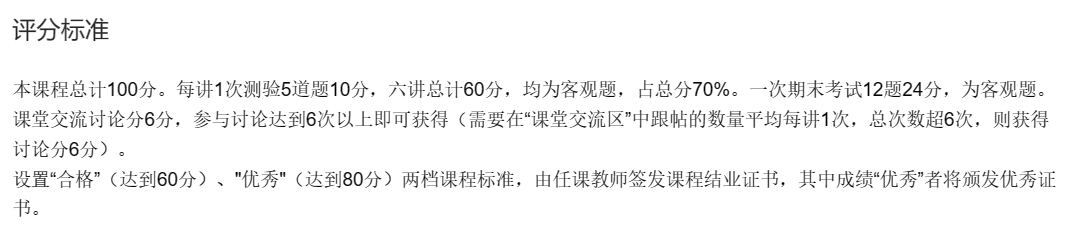 评分标准
本课程总计100分。每讲1次测验5道题10分，六讲总计60分，均为客观题，占总分70%。一次期末考试12题24分，为客观题。
课堂交流讨论分6分，参与讨论达到6次以上即可获得（需要在“课堂交流区”中跟帖的数量平均每讲1次，总次数超6次，则获得
讨论分6分）。
设置“合格”（达到60分）、"优秀"（达到80分）两档课程标准，由任课教师签发课程结业证书，其中成绩“优秀”者将颁发优秀证
书。